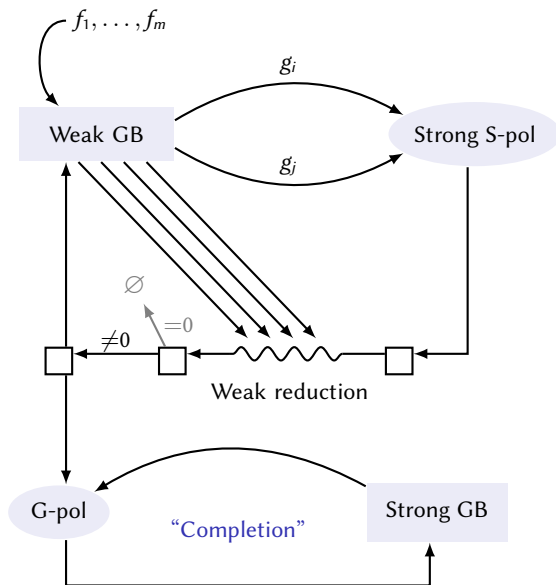 f₁, . . . , fₘ
gᵢ
Weak GB
Strong S-pol
gⱼ
∅
=0
≠0
Weak reduction
G-pol
Strong GB
“Completion”